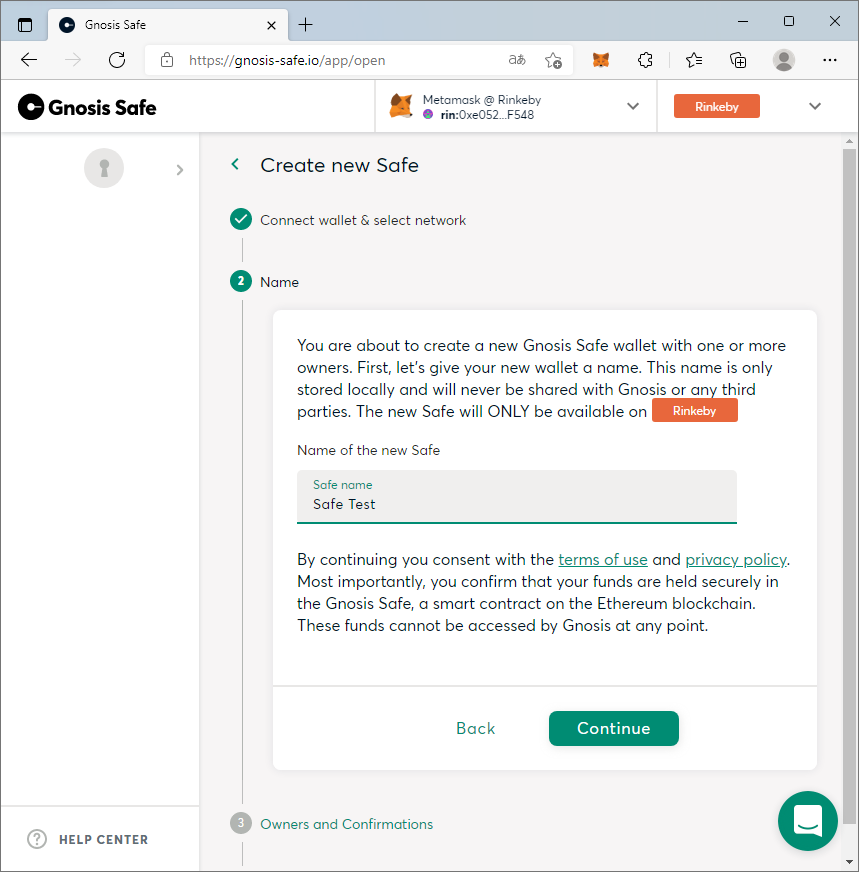 Gnosis Safe
https://gnosis-safe.io/app/open
aあ
Gnosis Safe
Metamask @ Rinkeby
rin:0xe052...F548
Rinkeby
Create new Safe
Connect wallet & select network
2 Name
You are about to create a new Gnosis Safe wallet with one or more
owners. First, let's give your new wallet a name. This name is only
stored locally and will never be shared with Gnosis or any third
parties. The new Safe will ONLY be available on Rinkeby
Name of the new Safe
Safe name
Safe Test
By continuing you consent with the terms of use and privacy policy.
Most importantly, you confirm that your funds are held securely in
the Gnosis Safe, a smart contract on the Ethereum blockchain.
These funds cannot be accessed by Gnosis at any point.
Back Continue
3 Owners and Confirmations
? HELP CENTER